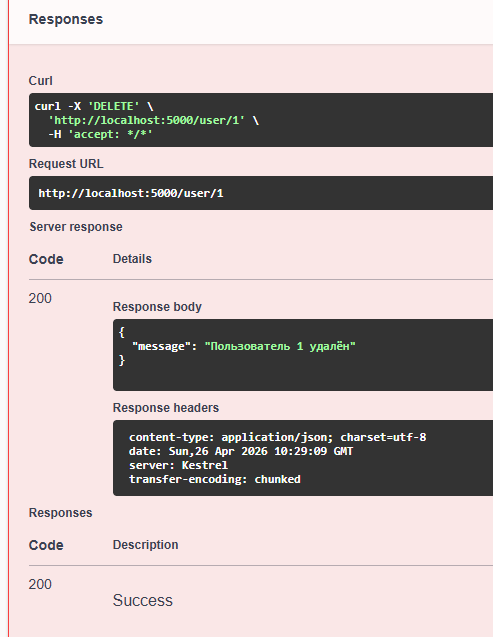 Responses
Curl
curl -X 'DELETE' \
  'http://localhost:5000/user/1' \
  -H 'accept: */*'
Request URL
http://localhost:5000/user/1
Server response
Code Details
200
Response body
{
  "message": "Пользователь 1 удалён"
}
Response headers
content-type: application/json; charset=utf-8
date: Sun,26 Apr 2026 10:29:09 GMT
server: Kestrel
transfer-encoding: chunked
Responses
Code Description
200
Success